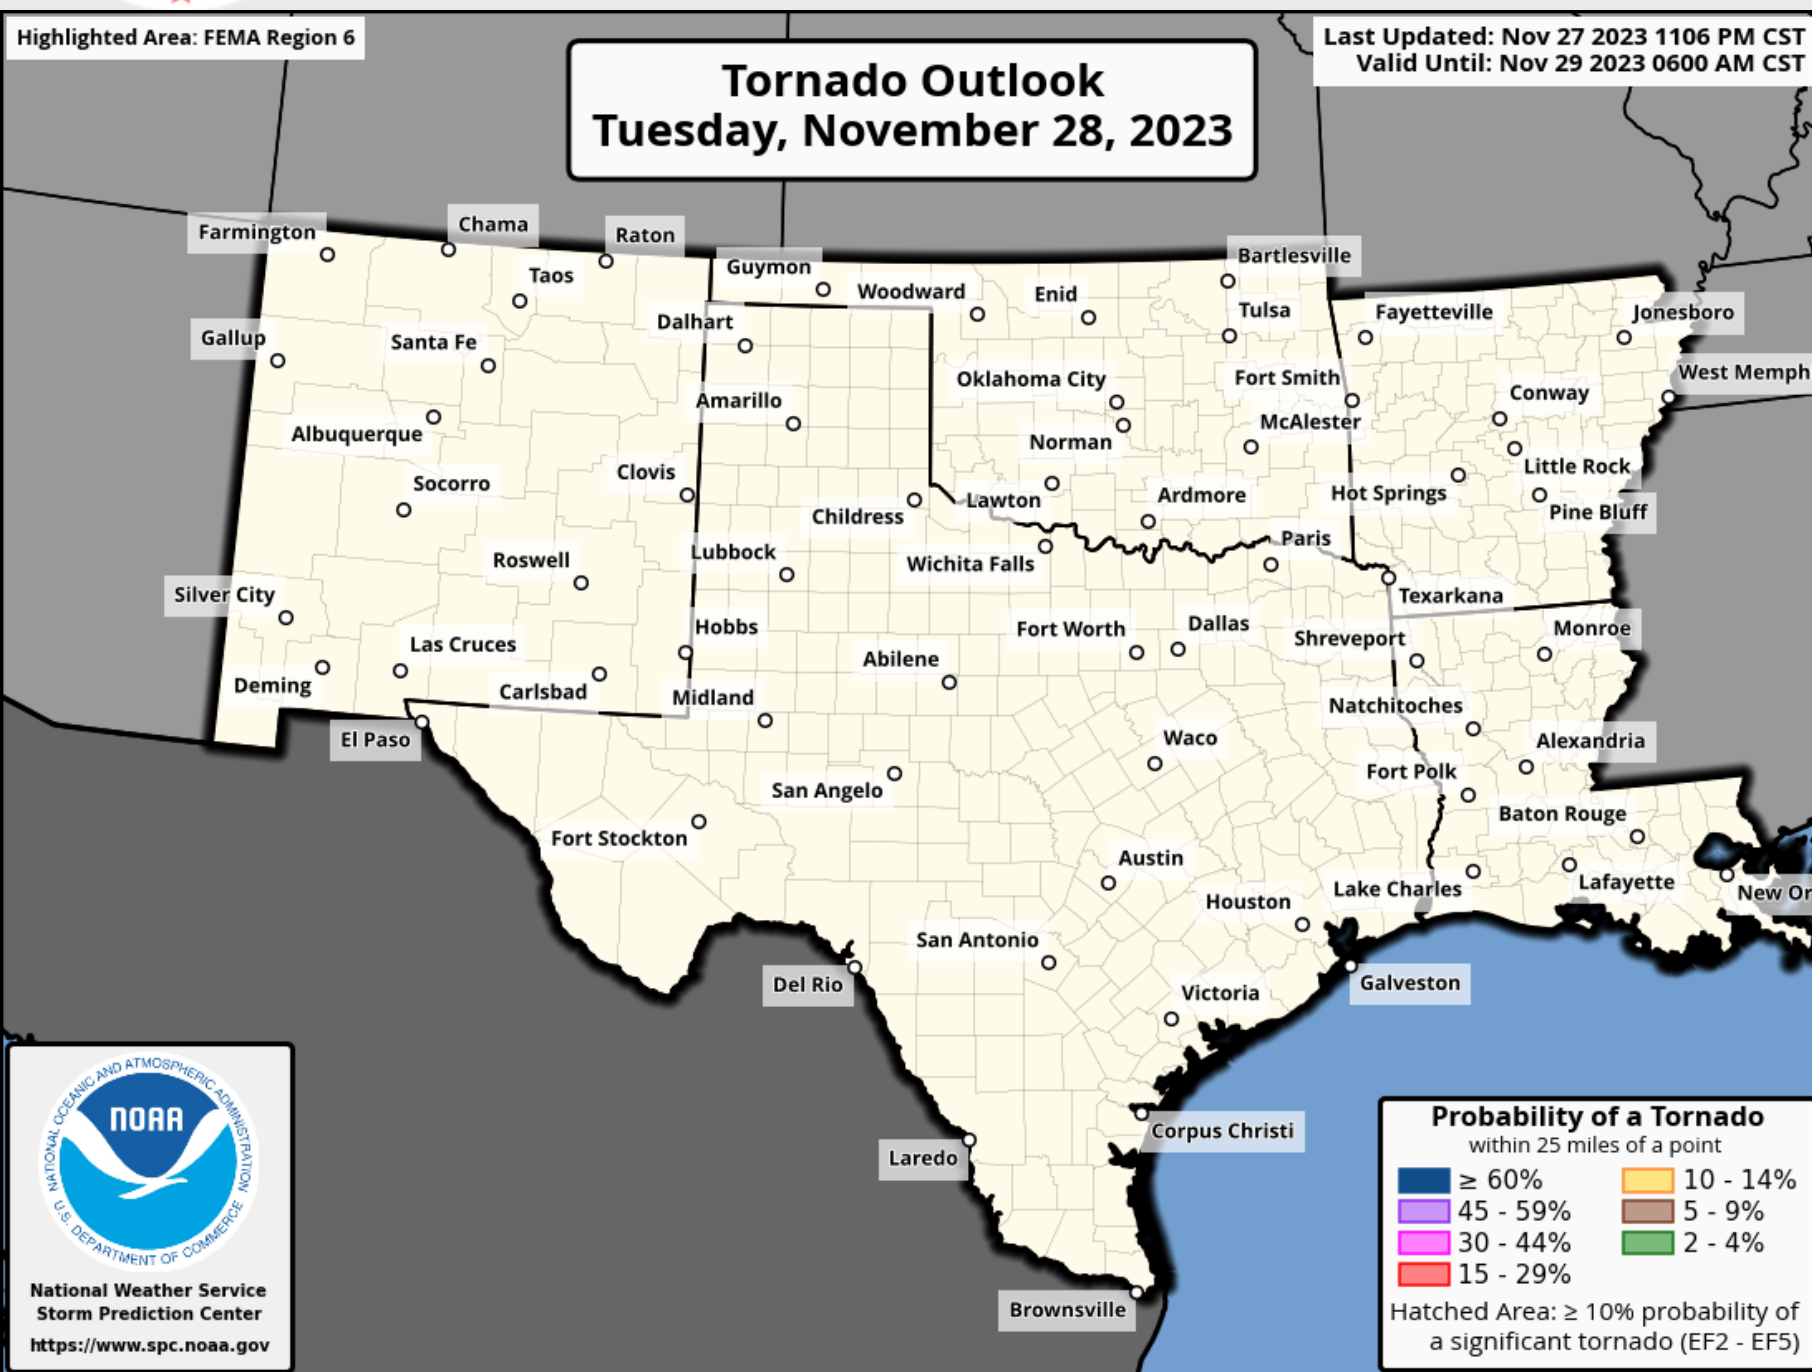 Highlighted Area: FEMA Region 6
Last Updated: Nov 27 2023 1106 PM CST
Valid Until: Nov 29 2023 0600 AM CST
Tornado Outlook
Tuesday, November 28, 2023
Farmington
Chama
Raton
Taos
Guymon
Woodward
Enid
Bartlesville
Tulsa
Gallup
Santa Fe
Dalhart
Fayetteville
Jonesboro
Albuquerque
Amarillo
Oklahoma City
Fort Smith
West Memph
Conway
Norman
McAlester
Socorro
Clovis
Childress
Lawton
Ardmore
Hot Springs
Little Rock
Pine Bluff
Roswell
Lubbock
Wichita Falls
Paris
Silver City
Texarkana
Las Cruces
Hobbs
Fort Worth
Dallas
Shreveport
Monroe
Deming
Carlsbad
Midland
Abilene
Natchitoches
El Paso
Waco
Alexandria
San Angelo
Fort Polk
Fort Stockton
Baton Rouge
Austin
Houston
Lake Charles
Lafayette
New Or
San Antonio
Del Rio
Victoria
Galveston
Corpus Christi
Laredo
Brownsville
NATIONAL OCEANIC AND ATMOSPHERIC ADMINISTRATION
NOAA
U.S. DEPARTMENT OF COMMERCE
National Weather Service
Storm Prediction Center
https://www.spc.noaa.gov
Probability of a Tornado
within 25 miles of a point
≥ 60% 10 - 14%
45 - 59% 5 - 9%
30 - 44% 2 - 4%
15 - 29%
Hatched Area: ≥ 10% probability of
a significant tornado (EF2 - EF5)